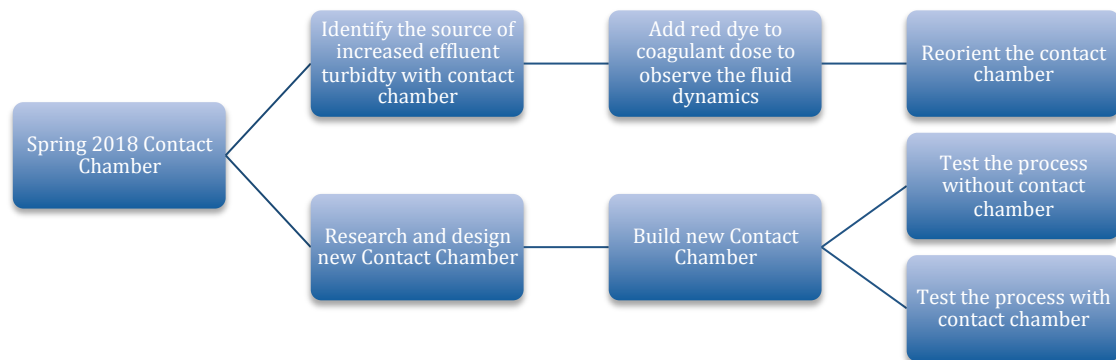 Spring 2018 Contact
Chamber
Identify the source of
increased effluent
turbidty with contact
chamber
Add red dye to
coagulant dose to
observe the fluid
dynamics
Reorient the contact
chamber
Research and design
new Contact Chamber
Build new Contact
Chamber
Test the process
without contact
chamber
Test the process with
contact chamber